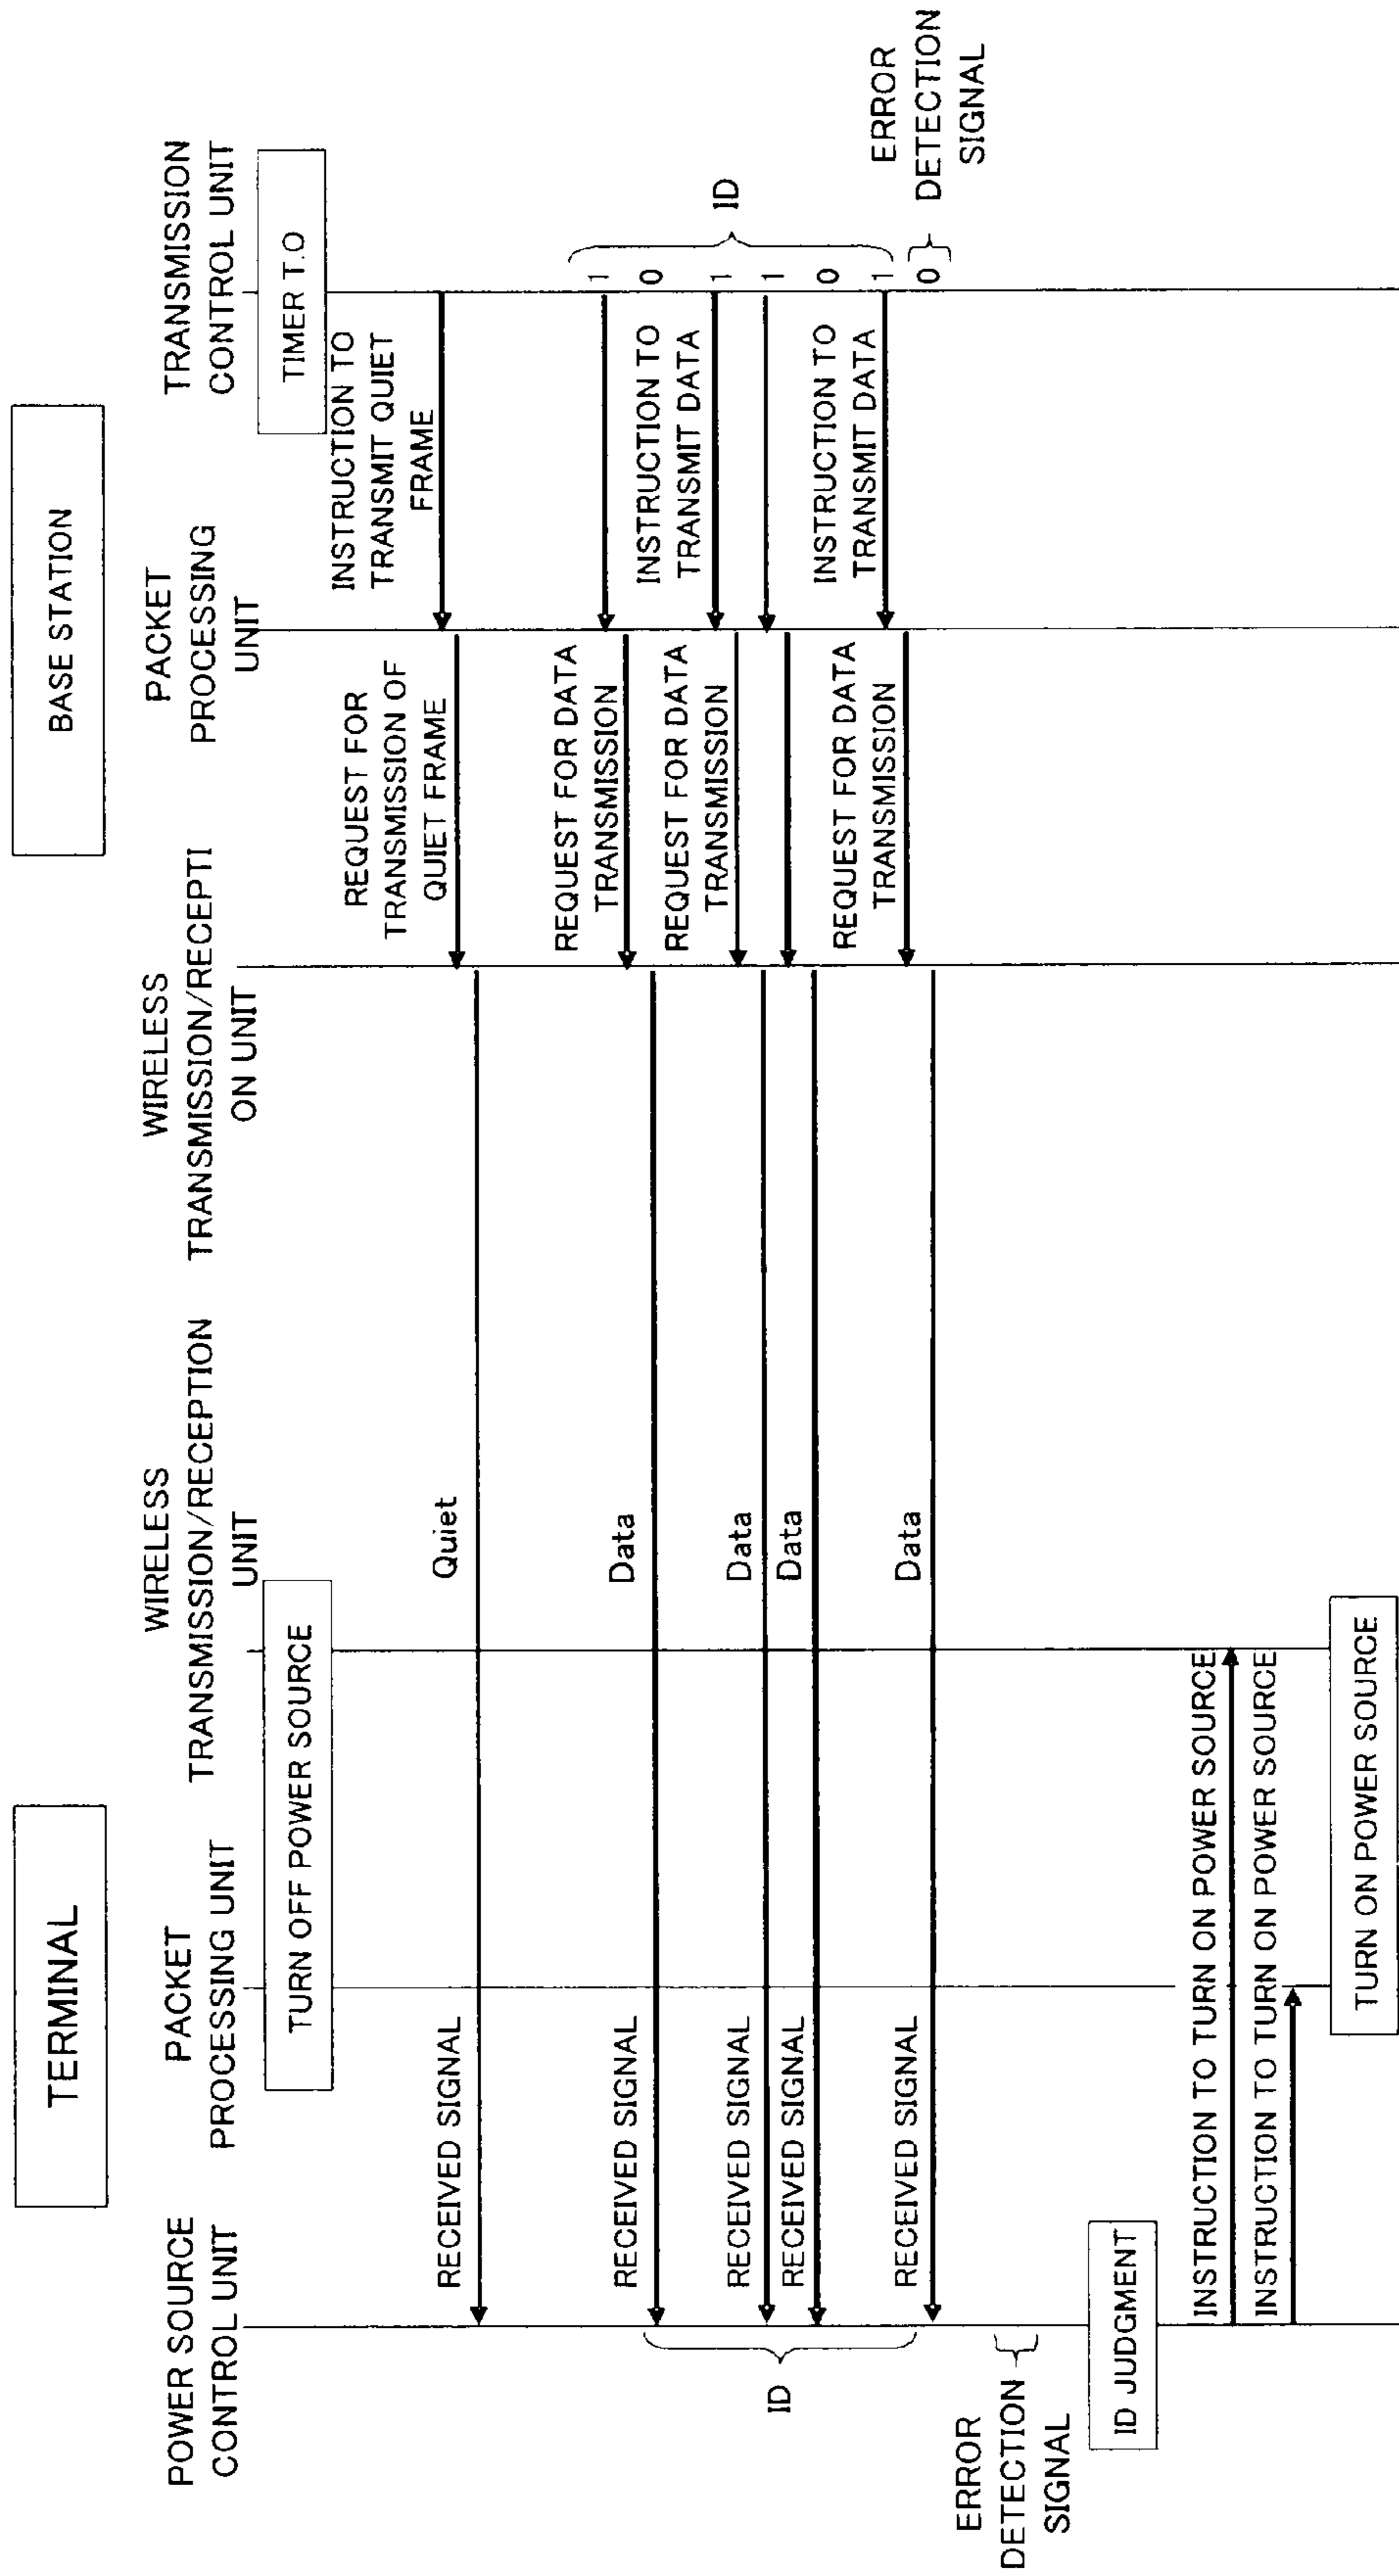 TERMINAL
BASE STATION
POWER SOURCE
CONTROL UNIT
PACKET
PROCESSING UNIT
WIRELESS
TRANSMISSION/RECEPTION
UNIT
WIRELESS
TRANSMISSION/RECEPTI
ON UNIT
PACKET
PROCESSING
UNIT
TRANSMISSION
CONTROL UNIT
TURN OFF POWER SOURCE
TIMER T.O
INSTRUCTION TO
TRANSMIT QUIET
FRAME
REQUEST FOR
TRANSMISSION OF
QUIET FRAME
Quiet
RECEIVED SIGNAL
1
0
1
1
0
1
0
ID
ERROR
DETECTION
SIGNAL
REQUEST FOR DATA
TRANSMISSION
Data
RECEIVED SIGNAL
INSTRUCTION TO
TRANSMIT DATA
REQUEST FOR DATA
TRANSMISSION
Data
RECEIVED SIGNAL
Data
RECEIVED SIGNAL
INSTRUCTION TO
TRANSMIT DATA
REQUEST FOR DATA
TRANSMISSION
Data
RECEIVED SIGNAL
ID
ERROR
DETECTION
SIGNAL
ID JUDGMENT
INSTRUCTION TO TURN ON POWER SOURCE
INSTRUCTION TO TURN ON POWER SOURCE
TURN ON POWER SOURCE